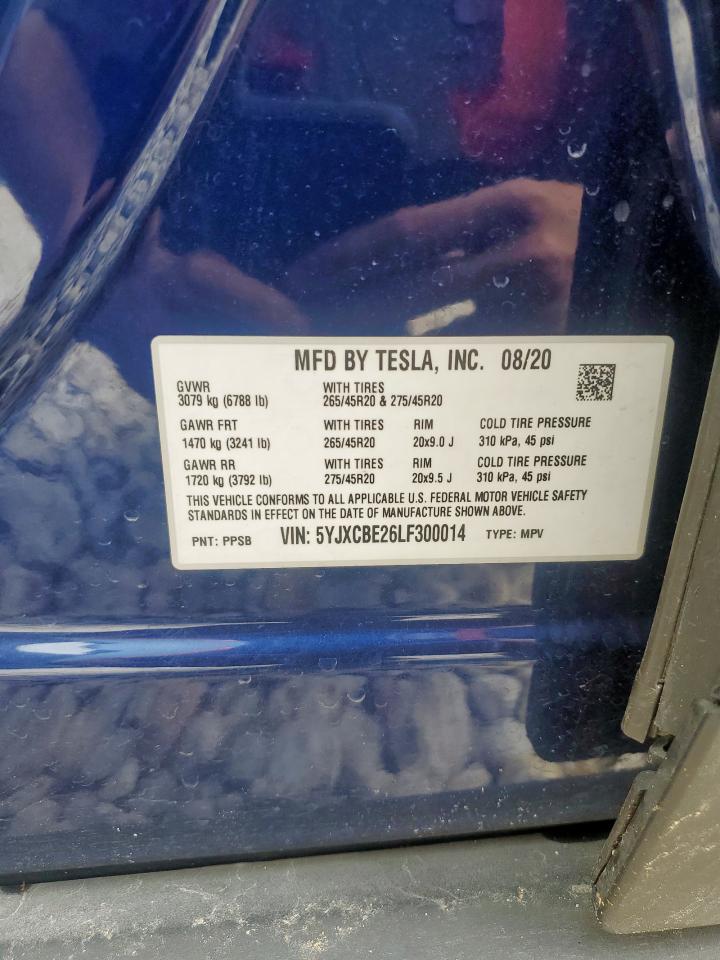 MFD BY TESLA, INC. 08/20
GVWR WITH TIRES
3079 kg (6788 lb) 265/45R20 & 275/45R20
GAWR FRT WITH TIRES RIM COLD TIRE PRESSURE
1470 kg (3241 lb) 265/45R20 20x9.0 J 310 kPa, 45 psi
GAWR RR WITH TIRES RIM COLD TIRE PRESSURE
1720 kg (3792 lb) 275/45R20 20x9.5 J 310 kPa, 45 psi
THIS VEHICLE CONFORMS TO ALL APPLICABLE U.S. FEDERAL MOTOR VEHICLE SAFETY
STANDARDS IN EFFECT ON THE DATE OF MANUFACTURE SHOWN ABOVE.
PNT: PPSB VIN: 5YJXCBE26LF300014 TYPE: MPV